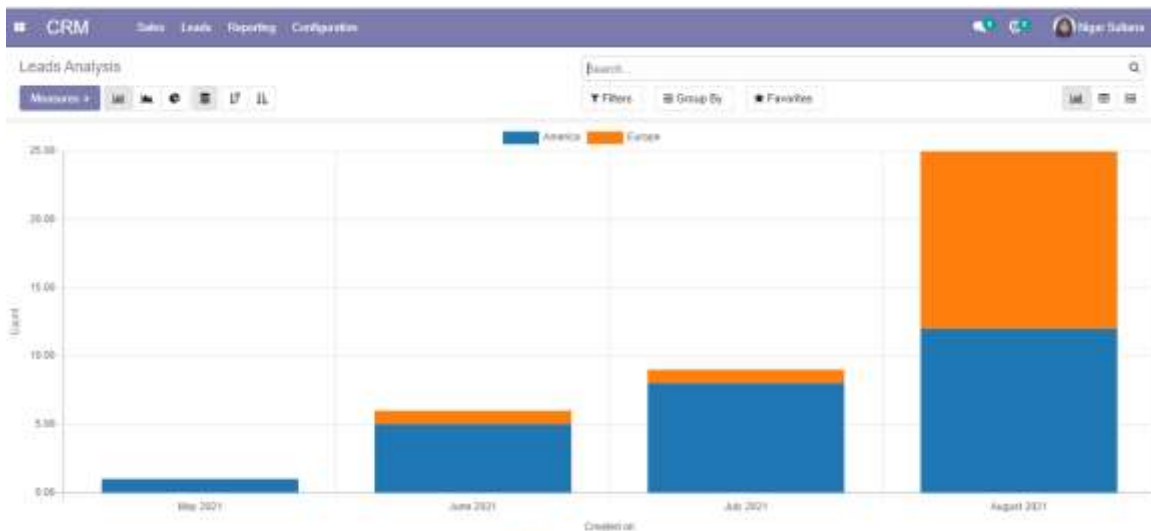 CRM Sales Leads Reporting Configuration Nigar Sultana
Leads Analysis
Search...
Measures
Filters Group By Favorites
America Europe
25.00
20.00
15.00
10.00
5.00
0.00
Count
May 2021 June 2021 July 2021 August 2021
Created on